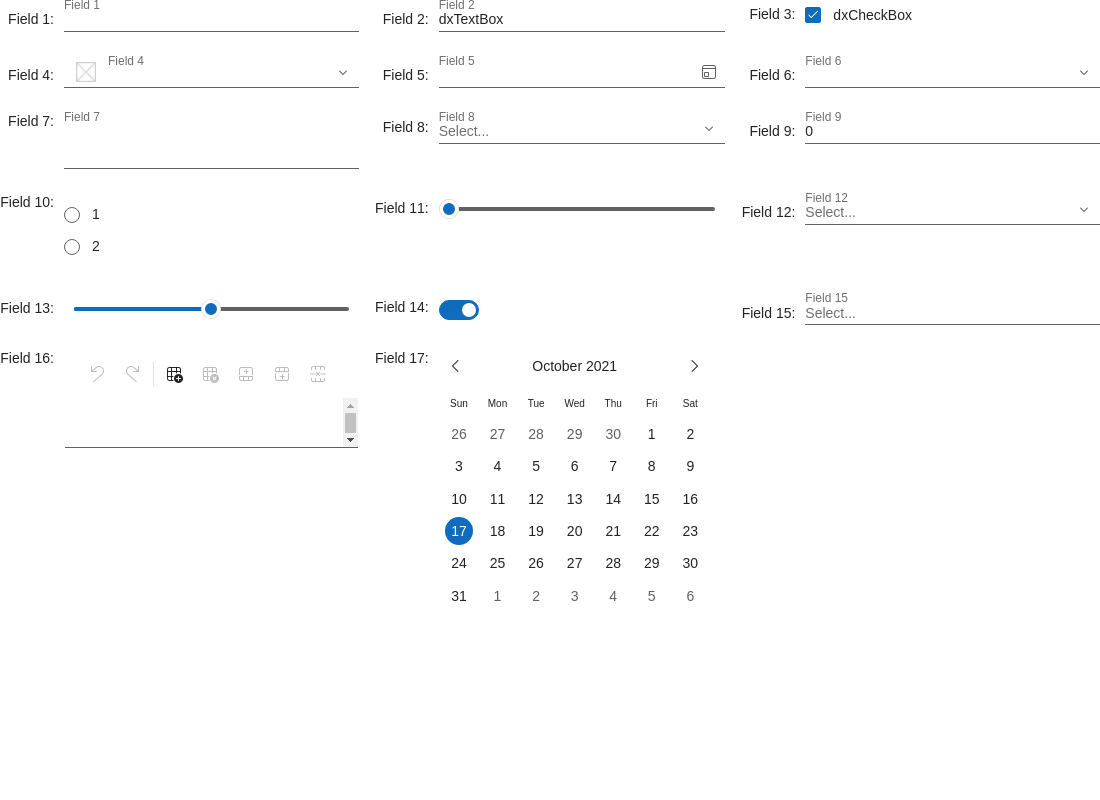 Field 1:
Field 1
Field 2:
Field 2
dxTextBox
Field 3:
dxCheckBox
Field 4:
Field 4
Field 5:
Field 5
Field 6:
Field 6
Field 7:
Field 7
Field 8:
Field 8
Select...
Field 9:
Field 9
0
Field 10:
1
2
Field 11:
Field 12:
Field 12
Select...
Field 13:
Field 14:
Field 15:
Field 15
Select...
Field 16:
Field 17:
October 2021
Sun Mon Tue Wed Thu Fri Sat
26 27 28 29 30 1 2
3 4 5 6 7 8 9
10 11 12 13 14 15 16
17 18 19 20 21 22 23
24 25 26 27 28 29 30
31 1 2 3 4 5 6